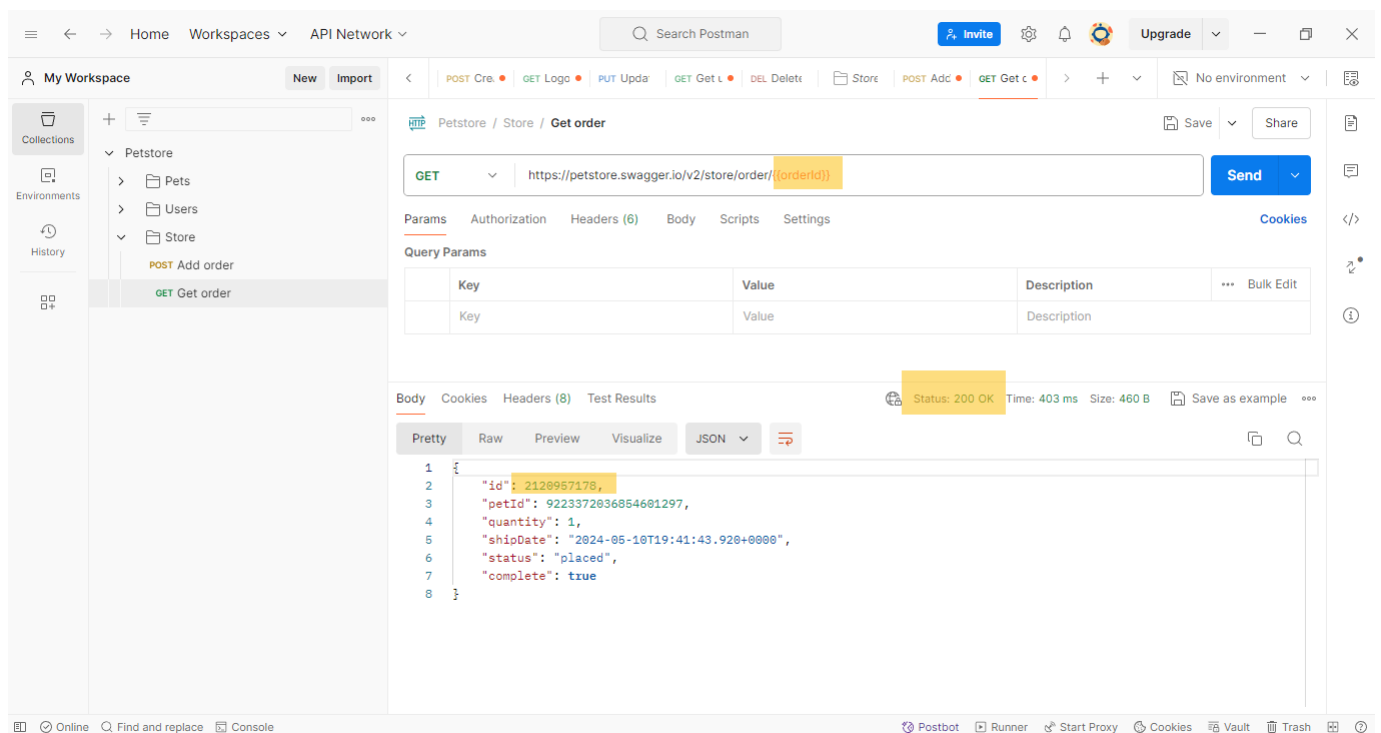 Home Workspaces API Network Search Postman Invite Upgrade
My Workspace New Import POST Cre. GET Logo PUT Upda GET Get u DEL Delete Store POST Add GET Get c No environment
Collections
Environments
History
Petstore
Pets
Users
Store
POST Add order
GET Get order
HTTP Petstore / Store / Get order Save Share
GET https://petstore.swagger.io/v2/store/order/{{orderId}} Send
Params Authorization Headers (6) Body Scripts Settings Cookies
Query Params
Key Value Description Bulk Edit
Key Value Description
Body Cookies Headers (8) Test Results Status: 200 OK Time: 403 ms Size: 460 B Save as example
Pretty Raw Preview Visualize JSON
1 {
2 "id": 2120957178,
3 "petId": 9223372036854601297,
4 "quantity": 1,
5 "shipDate": "2024-05-10T19:41:43.920+0000",
6 "status": "placed",
7 "complete": true
8 }
Online Find and replace Console Postbot Runner Start Proxy Cookies Vault Trash